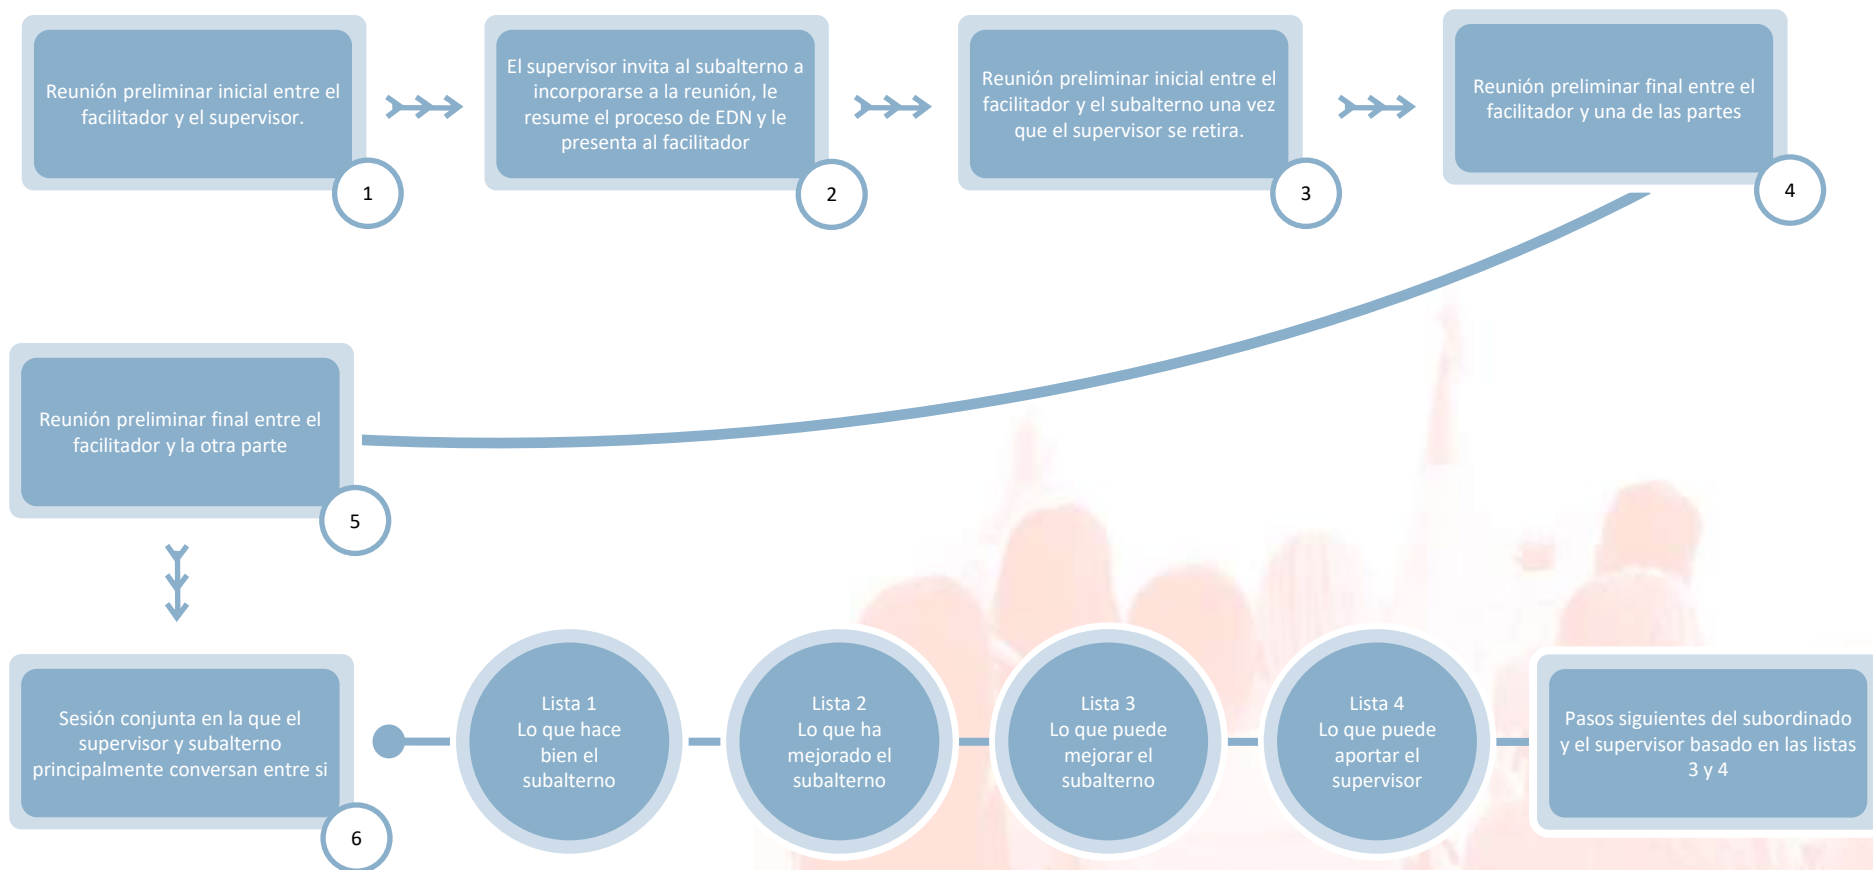 Reunión preliminar inicial entre el
facilitador y el supervisor.
1
El supervisor invita al subalterno a
incorporarse a la reunión, le
resume el proceso de EDN y le
presenta al facilitador
2
Reunión preliminar inicial entre el
facilitador y el subalterno una vez
que el supervisor se retira.
3
Reunión preliminar final entre el
facilitador y una de las partes
4
Reunión preliminar final entre el
facilitador y la otra parte
5
Sesión conjunta en la que el
supervisor y subalterno
principalmente conversan entre si
6
Lista 1
Lo que hace
bien el
subalterno
Lista 2
Lo que ha
mejorado el
subalterno
Lista 3
Lo que puede
mejorar el
subalterno
Lista 4
Lo que puede
aportar el
supervisor
Pasos siguientes del subordinado
y el supervisor basado en las listas
3 y 4